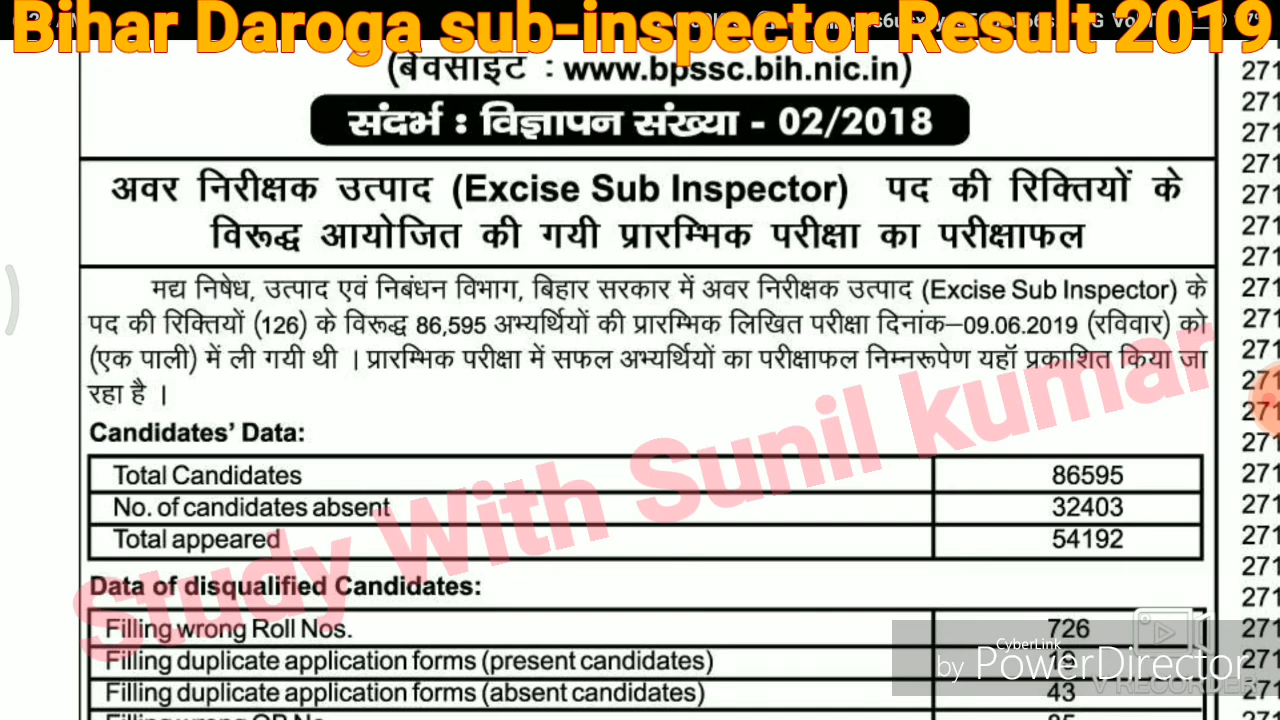 Bihar Daroga sub-inspector Result 2019
(वेबसाइट : www.bpssc.bih.nic.in)
संदर्भ : विज्ञापन संख्या - 02/2018
अवर निरीक्षक उत्पाद (Excise Sub Inspector) पद की रिक्तियों के
विरूद्ध आयोजित की गयी प्रारम्भिक परीक्षा का परीक्षाफल
मद्य निषेध, उत्पाद एवं निबंधन विभाग, बिहार सरकार में अवर निरीक्षक उत्पाद (Excise Sub Inspector) के
पद की रिक्तियों (126) के विरूद्ध 86,595 अभ्यर्थियों की प्रारम्भिक लिखित परीक्षा दिनांक–09.06.2019 (रविवार) को
(एक पाली) में ली गयी थी । प्रारम्भिक परीक्षा में सफल अभ्यर्थियों का परीक्षाफल निम्नरूपेण यहॉ प्रकाशित किया जा
रहा है ।
Candidates' Data:
Total Candidates 86595
No. of candidates absent 32403
Total appeared 54192
Study With Sunil kumar
Data of disqualified Candidates:
Filling wrong Roll Nos. 726
Filling duplicate application forms (present candidates)
Filling duplicate application forms (absent candidates) 43
CyberLink
by PowerDirector